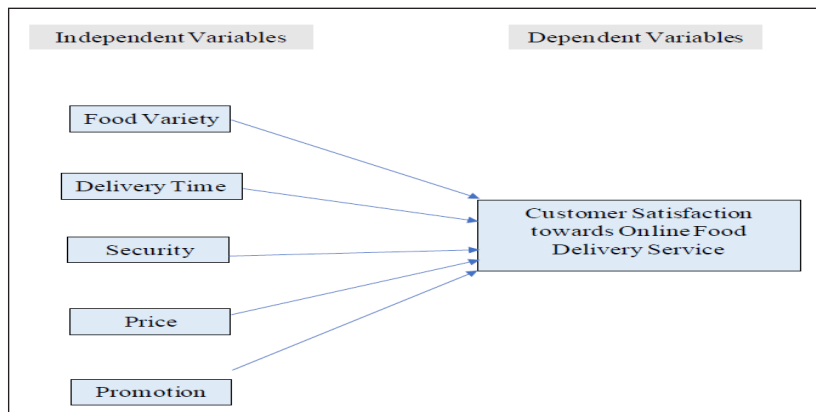 Independent Variables
Dependent Variables
Food Variety
Delivery Time
Security
Price
Promotion
Customer Satisfaction
towards Online Food
Delivery Service